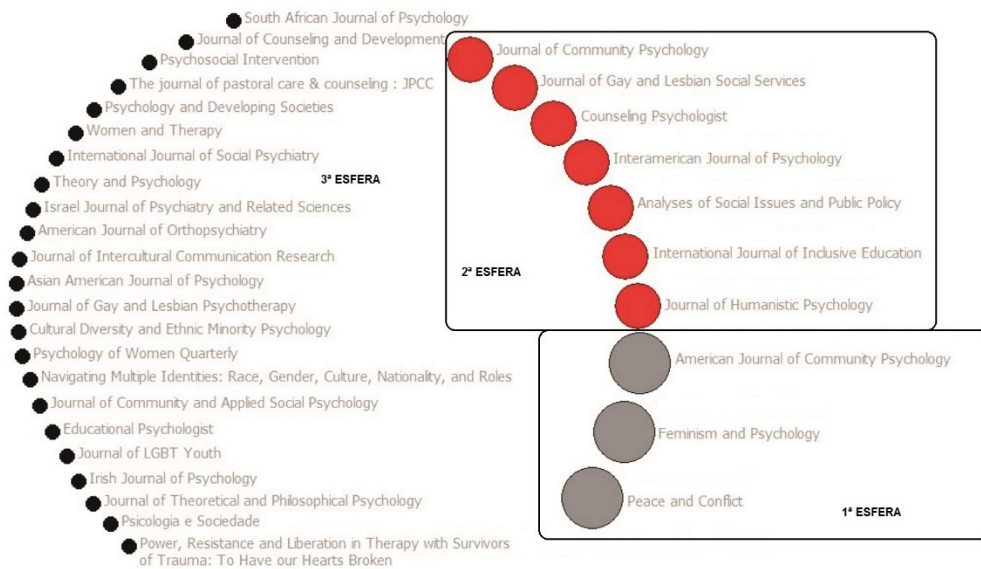 South African Journal of Psychology
Journal of Counseling and Development
Psychosocial Intervention
The journal of pastoral care & counseling : JPCC
Psychology and Developing Societies
Women and Therapy
International Journal of Social Psychiatry
Theory and Psychology
3ª ESFERA
Israel Journal of Psychiatry and Related Sciences
American Journal of Orthopsychiatry
Journal of Intercultural Communication Research
Asian American Journal of Psychology
Journal of Gay and Lesbian Psychotherapy
Cultural Diversity and Ethnic Minority Psychology
Psychology of Women Quarterly
Navigating Multiple Identities: Race, Gender, Culture, Nationality, and Roles
Journal of Community and Applied Social Psychology
Educational Psychologist
Journal of LGBT Youth
Irish Journal of Psychology
Journal of Theoretical and Philosophical Psychology
Psicologia e Sociedade
Power, Resistance and Liberation in Therapy with Survivors
of Trauma: To Have our Hearts Broken
Journal of Community Psychology
Journal of Gay and Lesbian Social Services
Counseling Psychologist
Interamerican Journal of Psychology
Analyses of Social Issues and Public Policy
International Journal of Inclusive Education
2ª ESFERA
Journal of Humanistic Psychology
American Journal of Community Psychology
Feminism and Psychology
Peace and Conflict
1ª ESFERA